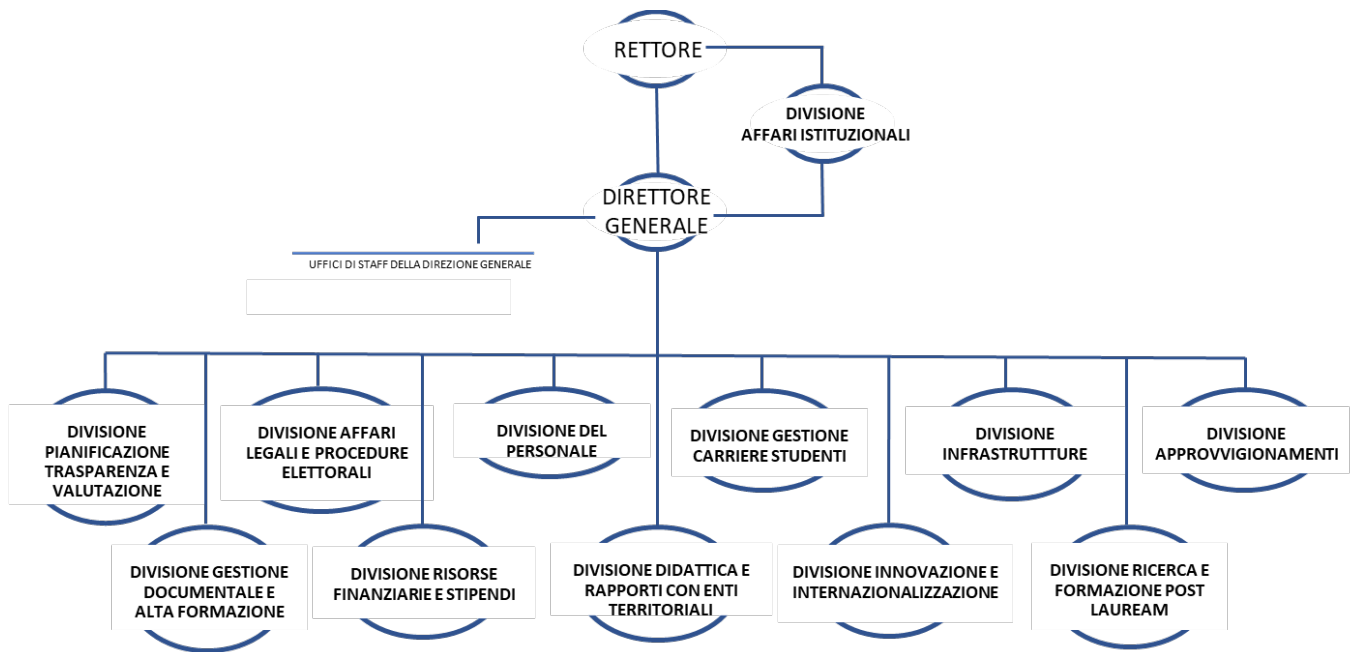 RETTORE
DIVISIONE
AFFARI ISTITUZIONALI
DIRETTORE
GENERALE
UFFICI DI STAFF DELLA DIREZIONE GENERALE
DIVISIONE
PIANIFICAZIONE
TRASPARENZA E
VALUTAZIONE
DIVISIONE AFFARI
LEGALI E PROCEDURE
ELETTORALI
DIVISIONE DEL
PERSONALE
DIVISIONE GESTIONE
CARRIERE STUDENTI
DIVISIONE
INFRASTRUTTTURE
DIVISIONE
APPROVVIGIONAMENTI
DIVISIONE GESTIONE
DOCUMENTALE E
ALTA FORMAZIONE
DIVISIONE RISORSE
FINANZIARIE E STIPENDI
DIVISIONE DIDATTICA E
RAPPORTI CON ENTI
TERRITORIALI
DIVISIONE INNOVAZIONE E
INTERNAZIONALIZZAZIONE
DIVISIONE RICERCA E
FORMAZIONE POST
LAUREAM